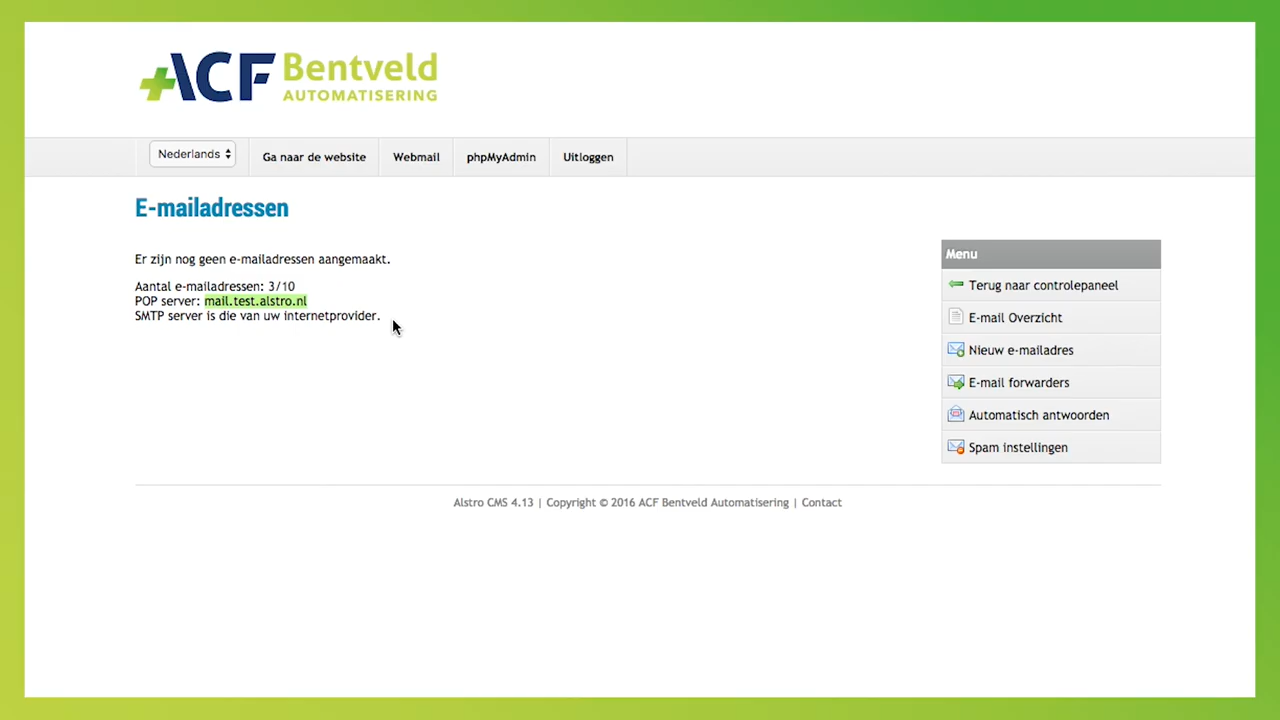 ACF Bentveld
AUTOMATISERING
Nederlands
Ga naar de website
Webmail
phpMyAdmin
Uitloggen
E-mailadressen
Er zijn nog geen e-mailadressen aangemaakt.
Aantal e-mailadressen: 3/10
POP server: mail.test.alstro.nl
SMTP server is die van uw internetprovider.
Menu
Terug naar controlepaneel
E-mail Overzicht
Nieuw e-mailadres
E-mail forwarders
Automatisch antwoorden
Spam instellingen
Alstro CMS 4.13 | Copyright © 2016 ACF Bentveld Automatisering | Contact